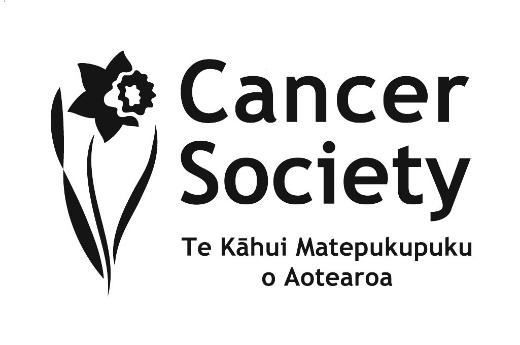 Cancer
Society
Te Kāhui Matepukupuku
o Aotearoa